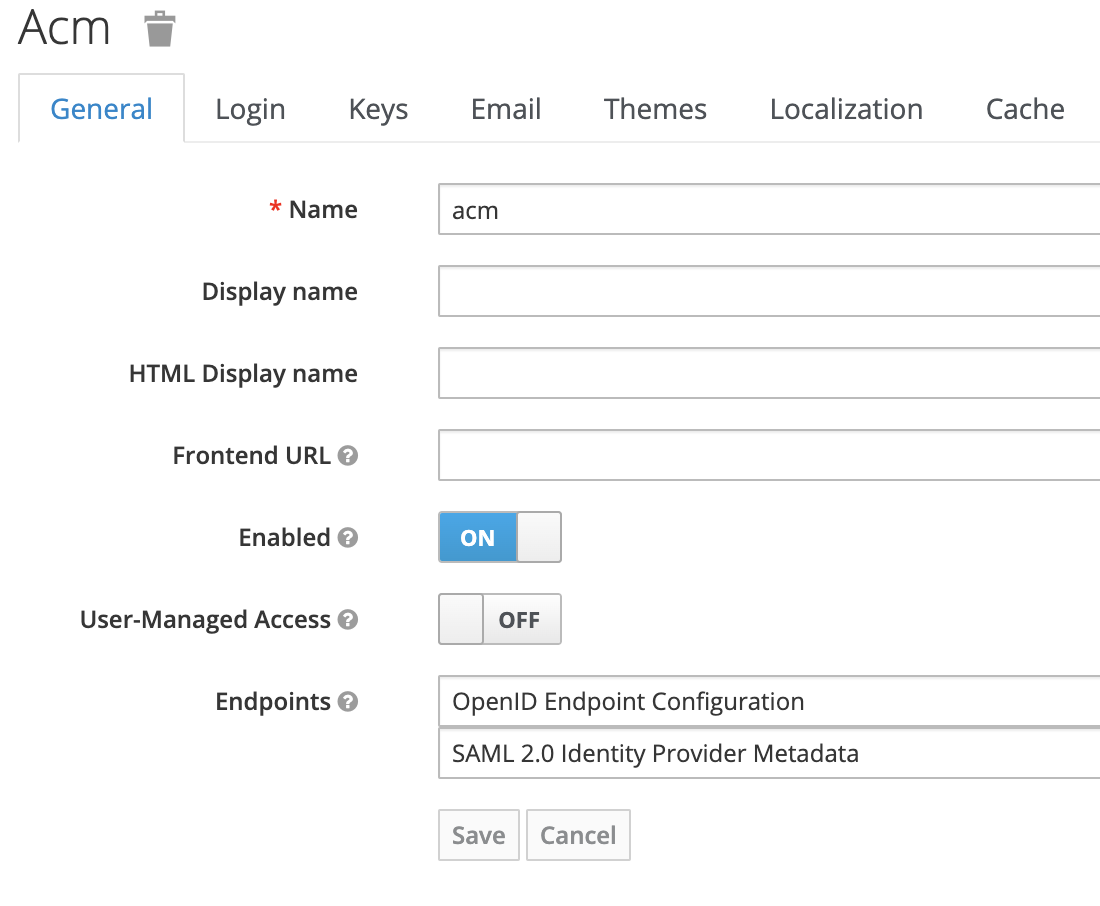 Acm
General Login Keys Email Themes Localization Cache
* Name acm
Display name
HTML Display name
Frontend URL ?
Enabled ? ON
User-Managed Access ? OFF
Endpoints ? OpenID Endpoint Configuration
SAML 2.0 Identity Provider Metadata
Save Cancel